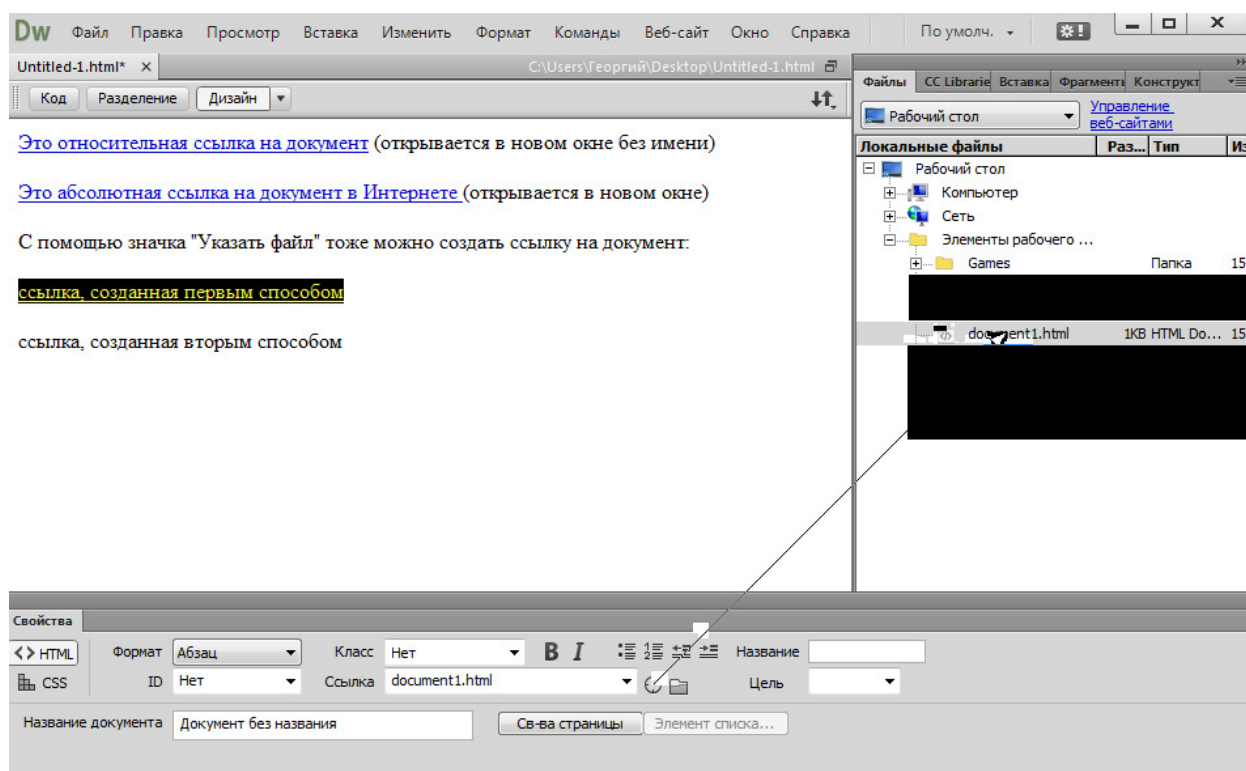 Dw Файл Правка Просмотр Вставка Изменить Формат Команды Веб-сайт Окно Справка По умолч.
Untitled-1.html* × C:\Users\Георгий\Desktop\Untitled-1.html
Файлы CC Librarie Вставка Фрагменть Конструкт
Код Разделение Дизайн
Рабочий стол Управление
веб-сайтами
Это относительная ссылка на документ (открывается в новом окне без имени)
Это абсолютная ссылка на документ в Интернете (открывается в новом окне)
С помощью значка "Указать файл" тоже можно создать ссылку на документ:
ссылка, созданная первым способом
ссылка, созданная вторым способом
Локальные файлы Раз... Тип Из
Рабочий стол
Компьютер
Сеть
Элементы рабочего ...
Games Папка 15
document1.html 1KB HTML Do... 15
Свойства
<> HTML Формат Абзац Класс Нет B I Название
CSS ID Нет Ссылка document1.html Цель
Название документа Документ без названия Св-ва страницы Элемент списка...